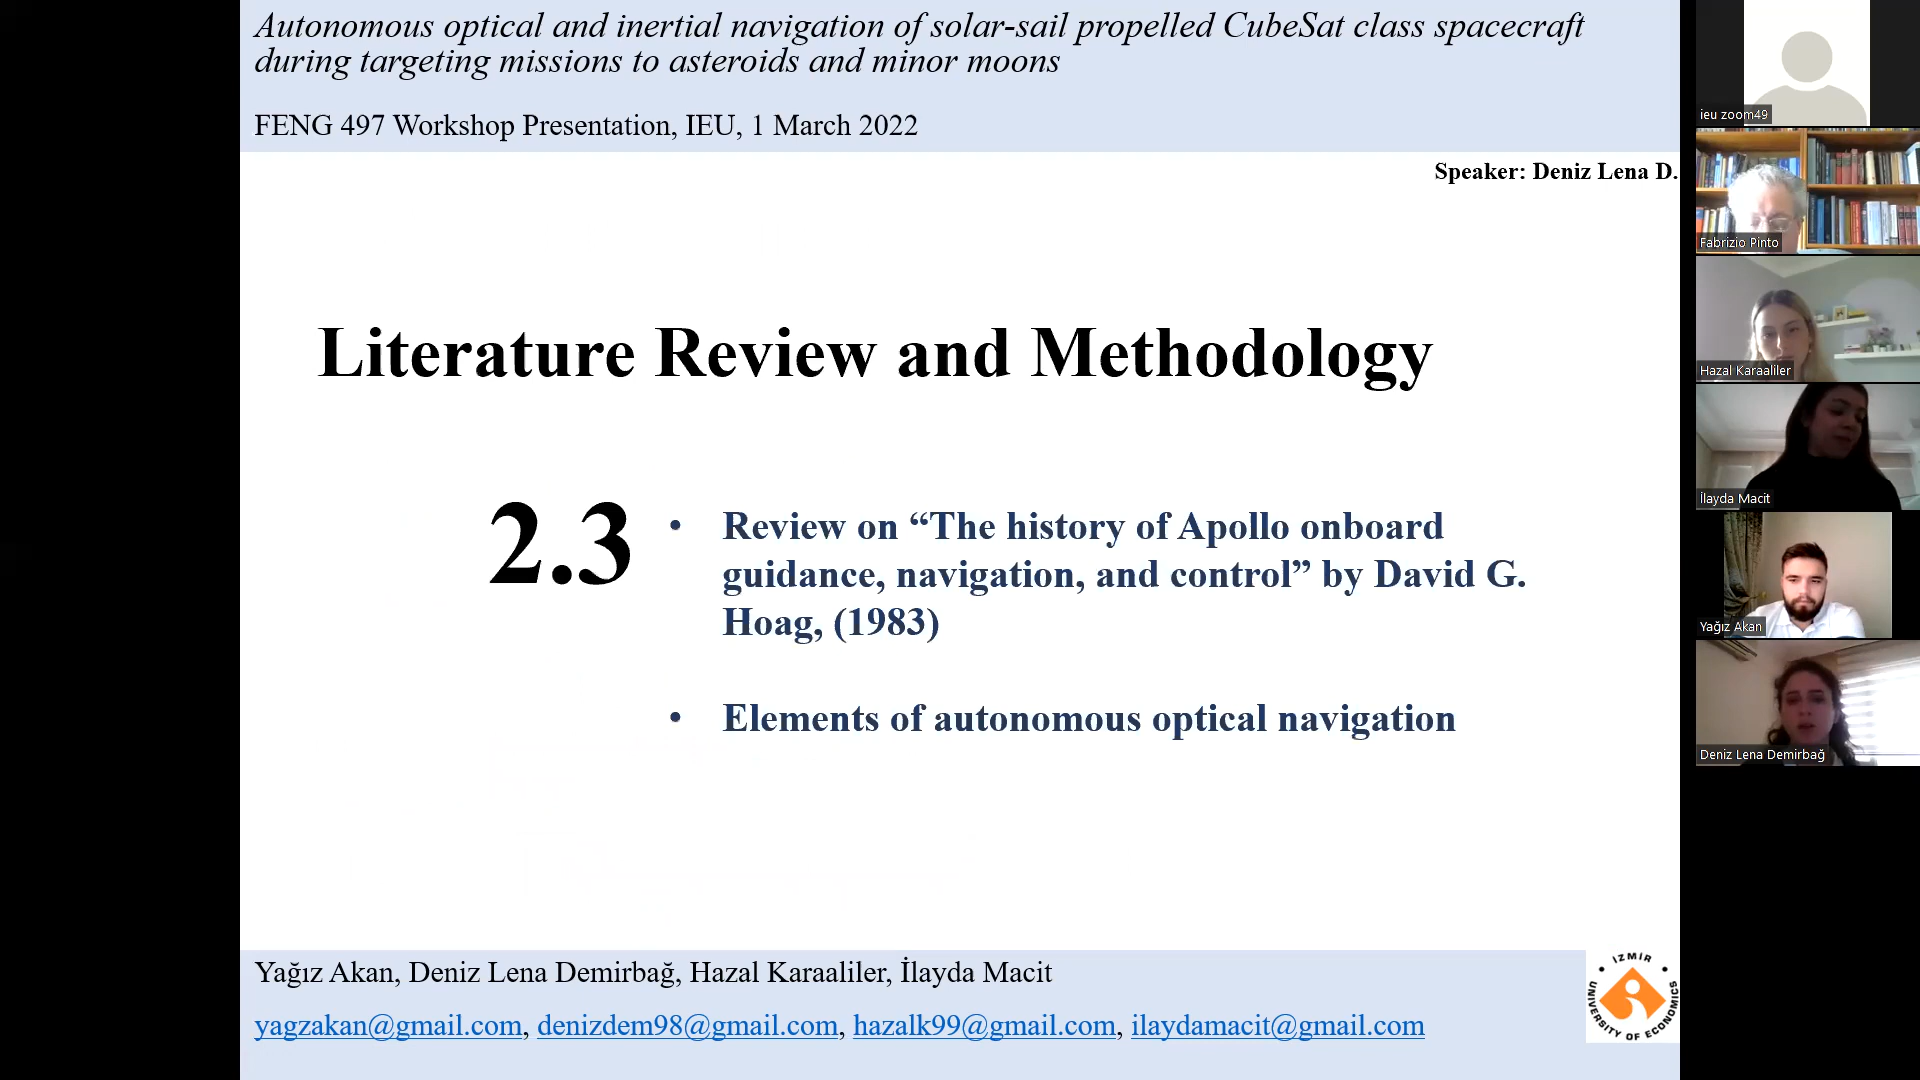 Autonomous optical and inertial navigation of solar-sail propelled CubeSat class spacecraft
during targeting missions to asteroids and minor moons
FENG 497 Workshop Presentation, IEU, 1 March 2022
Speaker: Deniz Lena D.
Literature Review and Methodology
2.3
• Review on “The history of Apollo onboard
guidance, navigation, and control” by David G.
Hoag, (1983)
• Elements of autonomous optical navigation
Yağız Akan, Deniz Lena Demirbağ, Hazal Karaaliler, İlayda Macit
yagzakan@gmail.com, denizdem98@gmail.com, hazalk99@gmail.com, ilaydamacit@gmail.com
IZMIR
UNIVERSITY OF ECONOMICS
ieu zoom49
Fabrizio Pinto
Hazal Karaaliler
İlayda Macit
Yağız Akan
Deniz Lena Demirbağ